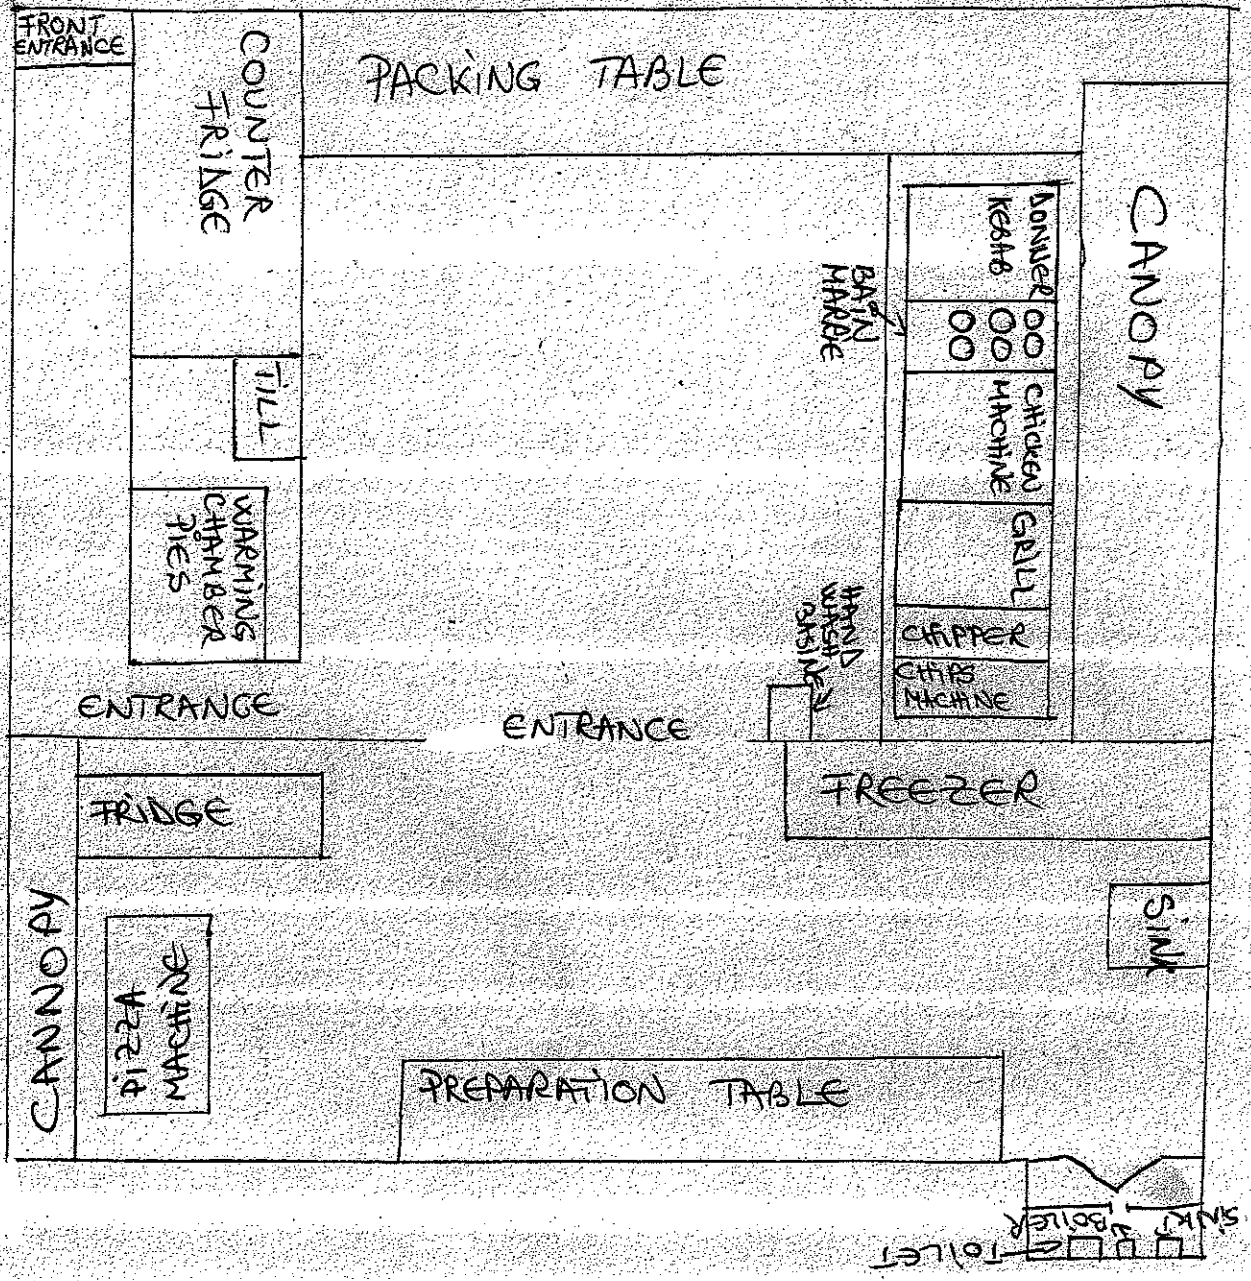 FRONT
ENTRANCE
COUNTER
FRIDGE
PACKING TABLE
CANOPY
DONNER
KEBAB
BAIN
MARIE
CHICKEN
MACHINE
TILL
GRILL
WARMING
CHAMBER
PIES
HAND
WASH
BASINE
CHIPPER
CHIPS
MACHINE
ENTRANCE
ENTRANCE
FRIDGE
FREEZER
CANNOPY
SINK
PIZZA
MACHINE
PREPARATION TABLE
SINK
BOILER
TOILET